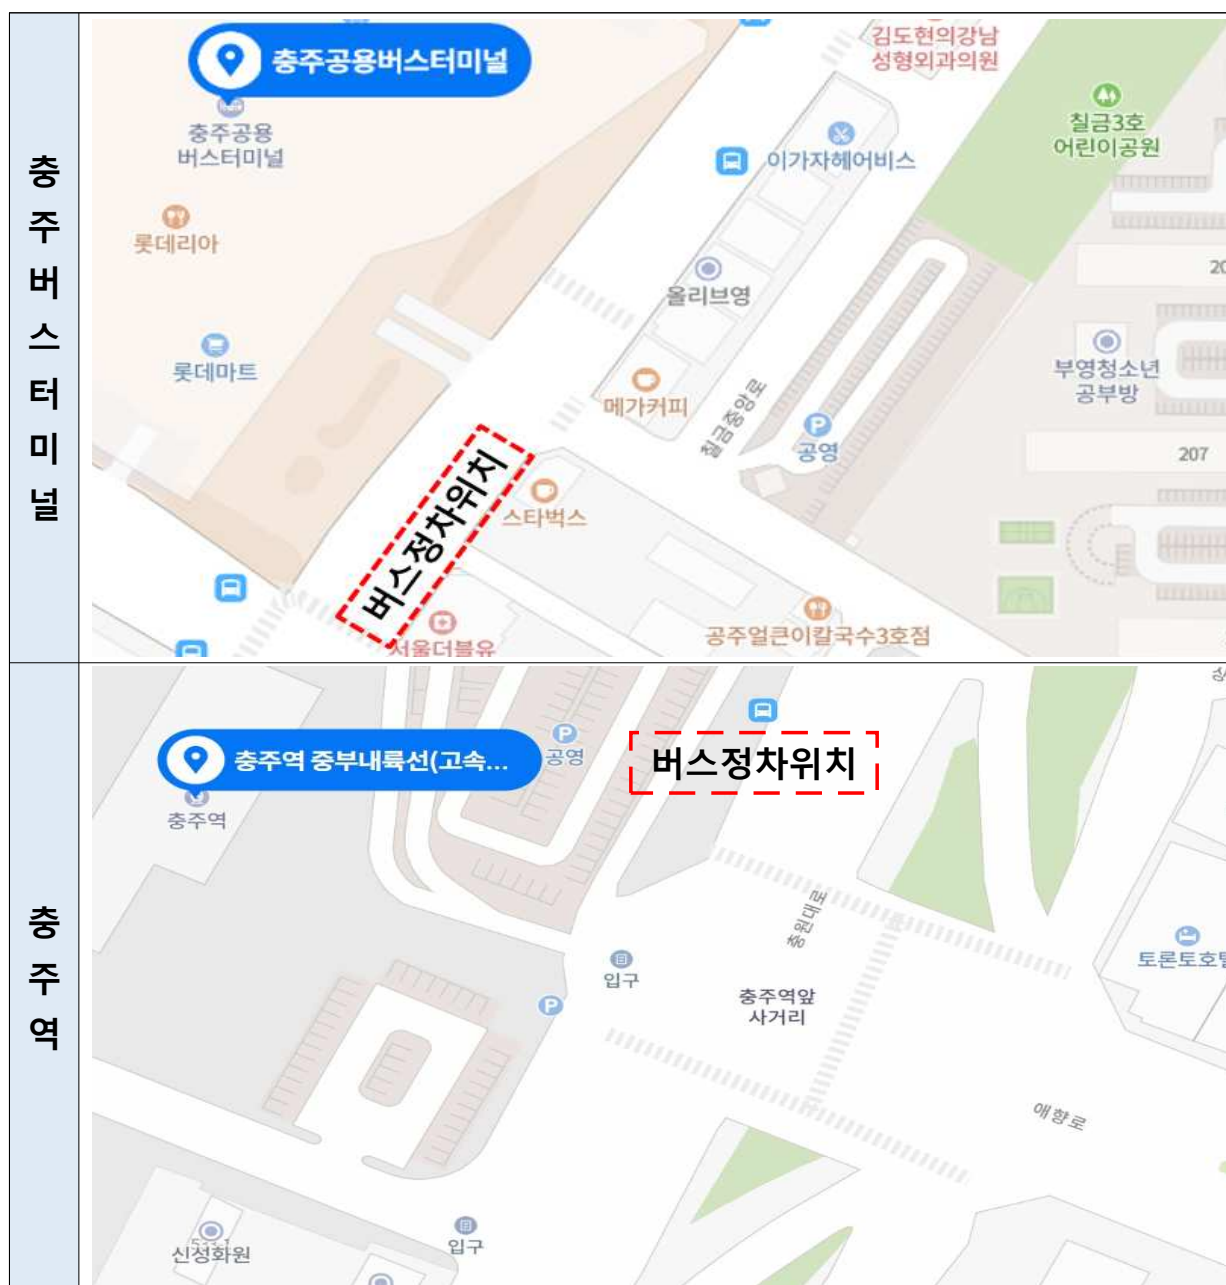 충주버스터미널
충주공용버스터미널
김도현의강남
성형외과의원
충주공용
버스터미널
이가자헤어비스
칠금3호
어린이공원
롯데리아
올리브영
롯데마트
부영청소년
공부방
메가커피
칠금중앙로
P
공영
207
버스정차위치
스타벅스
서울더블유
공주얼큰이칼국수3호점
충주역
충주역 중부내륙선(고속...
P
공영
버스정차위치
충주역
충원대로
토론토호텔
입구
P
충주역앞
사거리
애향로
신성화원
입구